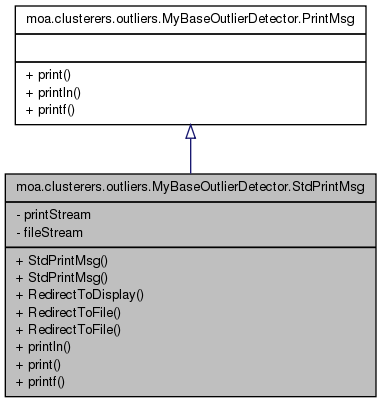 moa.clusterers.outliers.MyBaseOutlierDetector.PrintMsg
+ print()
+ println()
+ printf()
moa.clusterers.outliers.MyBaseOutlierDetector.StdPrintMsg
- printStream
- fileStream
+ StdPrintMsg()
+ StdPrintMsg()
+ RedirectToDisplay()
+ RedirectToFile()
+ RedirectToFile()
+ println()
+ print()
+ printf()